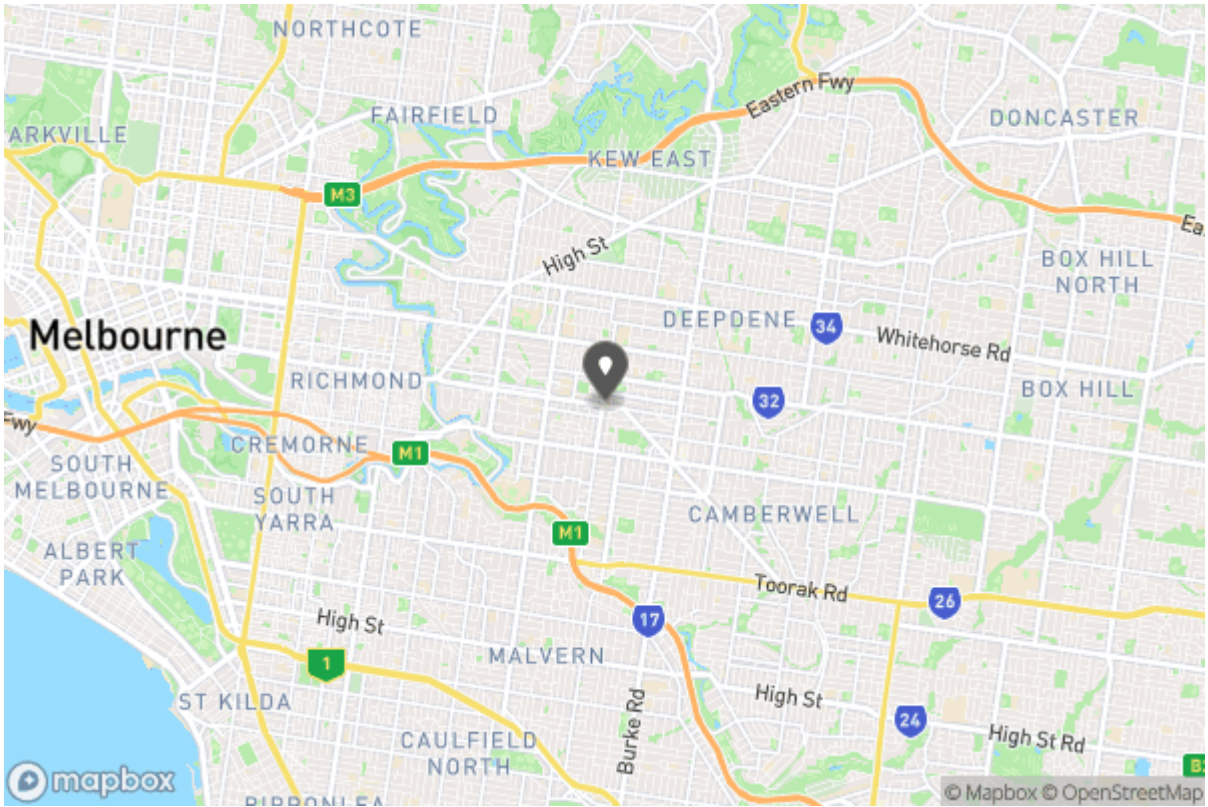 NORTHCOTE
FAIRFIELD
Eastern Fwy
DONCASTER
ARKVILLE
KEW EAST
M3
High St
BOX HILL
NORTH
DEEPDENE
34
Whitehorse Rd
Melbourne
RICHMOND
32
BOX HILL
Fwy
CREMORNE
M1
SOUTH
MELBOURNE
SOUTH
YARRA
CAMBERWELL
M1
ALBERT
PARK
Toorak Rd
26
High St
17
1
MALVERN
ST KILDA
High St
24
Burke Rd
High St Rd
CAULFIELD
NORTH
mapbox
© Mapbox © OpenStreetMap